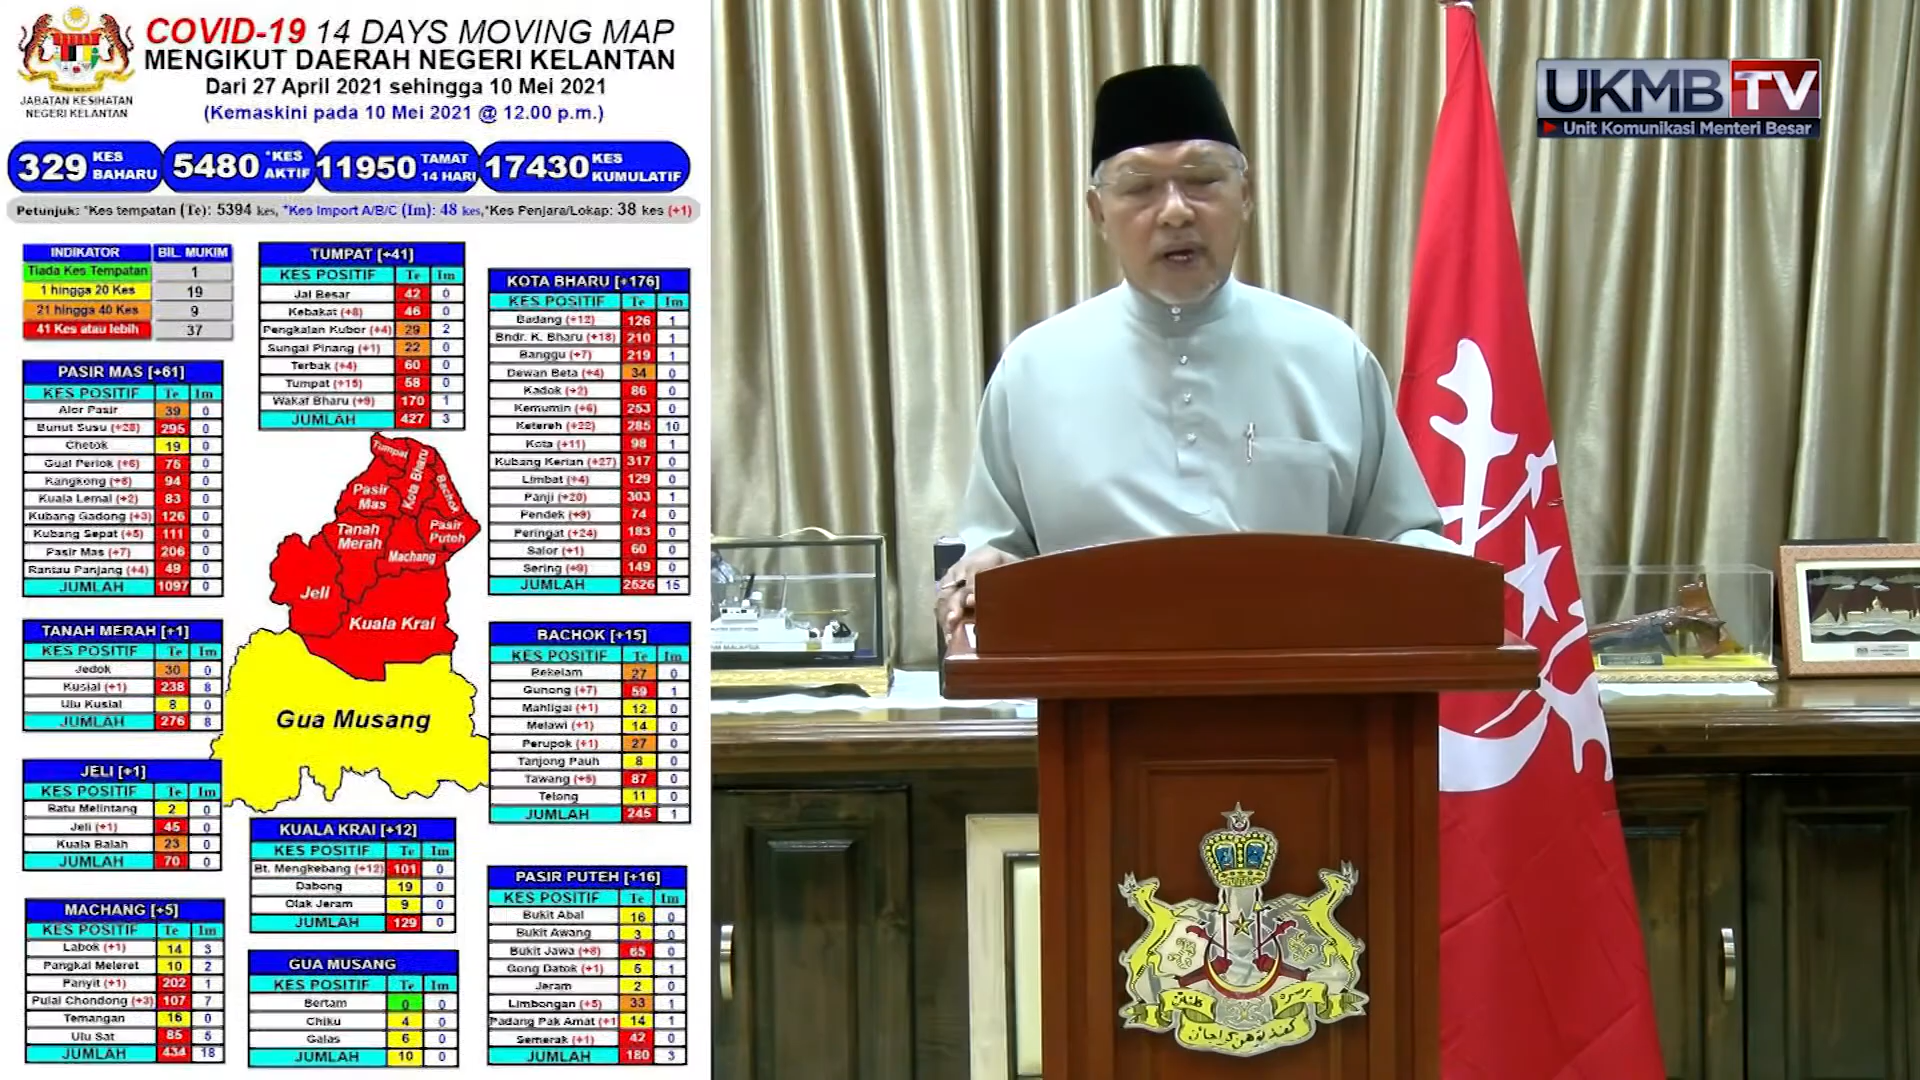 COVID-19 14 DAYS MOVING MAP
MENGIKUT DAERAH NEGERI KELANTAN
Dari 27 April 2021 sehingga 10 Mei 2021
(Kemaskini pada 10 Mei 2021 @ 12.00 p.m.)
JABATAN KESIHATAN
NEGERI KELANTAN
329 KES BAHARU
5480 *KES AKTIF
11950 TAMAT 14 HARI
17430 KES KUMULATIF
Petunjuk: *Kes tempatan (Te): 5394 kes, *Kes Import A/B/C (Im): 48 kes,*Kes Penjara/Lokap: 38 kes (+1)
INDIKATOR BIL. MUKIM
Tiada Kes Tempatan 1
1 hingga 20 Kes 19
21 hingga 40 Kes 9
41 Kes atau lebih 37
PASIR MAS [+61]
KES POSITIF Te Im
Alor Pasir 39 0
Bunut Susu (+28) 295 0
Chetok 19 0
Gual Periok (+6) 75 0
Kangkong (+6) 94 0
Kuala Lemal (+2) 83 0
Kubang Gadong (+3) 126 0
Kubang Sepat (+5) 111 0
Pasir Mas (+7) 206 0
Rantau Panjang (+4) 49 0
JUMLAH 1097 0
TANAH MERAH [+1]
KES POSITIF Te Im
Jedok 30 0
Kusial (+1) 238 8
Ulu Kusial 8 0
JUMLAH 276 8
JELI [+1]
KES POSITIF Te Im
Batu Melintang 2 0
Jeli (+1) 45 0
Kuala Balah 23 0
JUMLAH 70 0
MACHANG [+5]
KES POSITIF Te Im
Labok (+1) 14 3
Pangkal Meleret 10 2
Panyit (+1) 202 1
Pulai Chondong (+3) 107 7
Temangan 16 0
Ulu Sat 85 5
JUMLAH 434 18
TUMPAT [+41]
KES POSITIF Te Im
Jal Besar 42 0
Kebakat (+8) 46 0
Pengkalan Kubor (+4) 29 2
Sungai Pinang (+1) 22 0
Terbak (+4) 60 0
Tumpat (+15) 58 0
Wakaf Bharu (+9) 170 1
JUMLAH 427 3
Tumpat
Kota Bharu
Bachok
Pasir Mas
Pasir Puteh
Tanah Merah
Machang
Jeli
Kuala Krai
Gua Musang
KUALA KRAI [+12]
KES POSITIF Te Im
Bt. Mengkebang (+12) 101 0
Dabong 19 0
Olak Jeram 9 0
JUMLAH 129 0
GUA MUSANG
KES POSITIF Te Im
Bertam 0 0
Chiku 4 0
Galas 6 0
JUMLAH 10 0
KOTA BHARU [+176]
KES POSITIF Te Im
Badang (+12) 126 1
Bndr. K. Bharu (+18) 210 1
Banggu (+7) 219 1
Dewan Beta (+4) 34 0
Kadok (+2) 86 0
Kemumin (+6) 253 0
Ketereh (+22) 285 10
Kota (+11) 98 1
Kubang Kerian (+27) 317 0
Limbat (+4) 129 0
Panji (+20) 303 1
Pendek (+9) 74 0
Peringat (+24) 183 0
Salor (+1) 60 0
Sering (+9) 149 0
JUMLAH 2526 15
BACHOK [+15]
KES POSITIF Te Im
Bekelam 27 0
Gunong (+7) 59 1
Mahligai (+1) 12 0
Melawi (+1) 14 0
Perupok (+1) 27 0
Tanjong Pauh 8 0
Tawang (+5) 87 0
Telong 11 0
JUMLAH 245 1
PASIR PUTEH [+16]
KES POSITIF Te Im
Bukit Abal 16 0
Bukit Awang 3 0
Bukit Jawa (+8) 65 0
Gong Datok (+1) 5 1
Jeram 2 0
Limbongan (+5) 33 1
Padang Pak Amat (+1 14 1
Semerak (+1) 42 0
JUMLAH 180 3
UKMB TV
Unit Komunikasi Menteri Besar